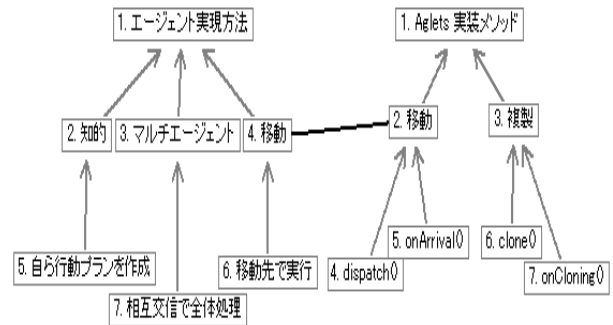 1. エージェント実現方法
1. Aglets 実装メソッド
2. 知的
3. マルチエージェント
4. 移動
2. 移動
3. 複製
5. 自ら行動プランを作成
6. 移動先で実行
7. 相互交信で全体処理
4. dispatch()
5. onArrival()
6. clone()
7. onCloning()